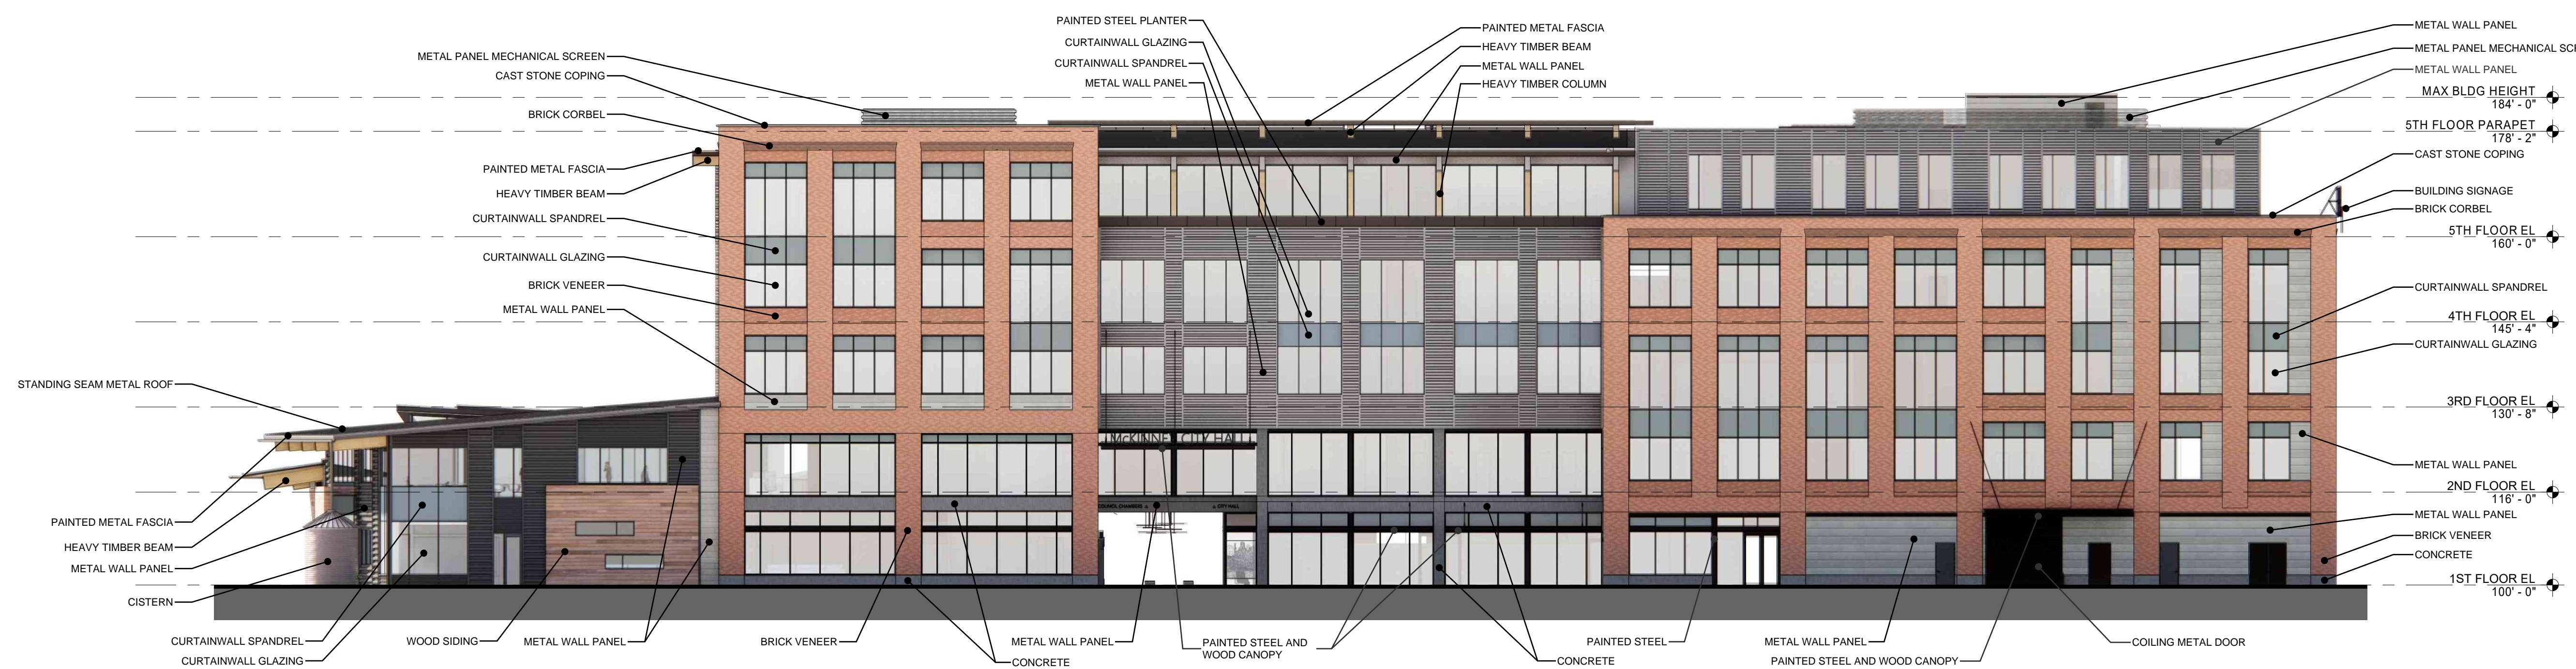 PAINTED STEEL PLANTER
CURTAINWALL GLAZING
CURTAINWALL SPANDREL
METAL WALL PANEL
PAINTED METAL FASCIA
HEAVY TIMBER BEAM
METAL WALL PANEL
HEAVY TIMBER COLUMN
METAL PANEL MECHANICAL SCREEN
CAST STONE COPING
BRICK CORBEL
PAINTED METAL FASCIA
HEAVY TIMBER BEAM
CURTAINWALL SPANDREL
CURTAINWALL GLAZING
BRICK VENEER
METAL WALL PANEL
STANDING SEAM METAL ROOF
PAINTED METAL FASCIA
HEAVY TIMBER BEAM
METAL WALL PANEL
CISTERN
CURTAINWALL SPANDREL
CURTAINWALL GLAZING
WOOD SIDING
METAL WALL PANEL
BRICK VENEER
CONCRETE
METAL WALL PANEL
PAINTED STEEL AND
WOOD CANOPY
CONCRETE
PAINTED STEEL
METAL WALL PANEL
PAINTED STEEL AND WOOD CANOPY
COILING METAL DOOR
McKINNEY CITY HALL
COUNCIL CHAMBERS
CITY HALL
METAL WALL PANEL
METAL PANEL MECHANICAL SC
METAL WALL PANEL
MAX BLDG HEIGHT
184' - 0"
5TH FLOOR PARAPET
178' - 2"
CAST STONE COPING
BUILDING SIGNAGE
BRICK CORBEL
5TH FLOOR EL
160' - 0"
CURTAINWALL SPANDREL
4TH FLOOR EL
145' - 4"
CURTAINWALL GLAZING
3RD FLOOR EL
130' - 8"
METAL WALL PANEL
2ND FLOOR EL
116' - 0"
METAL WALL PANEL
BRICK VENEER
CONCRETE
1ST FLOOR EL
100' - 0"